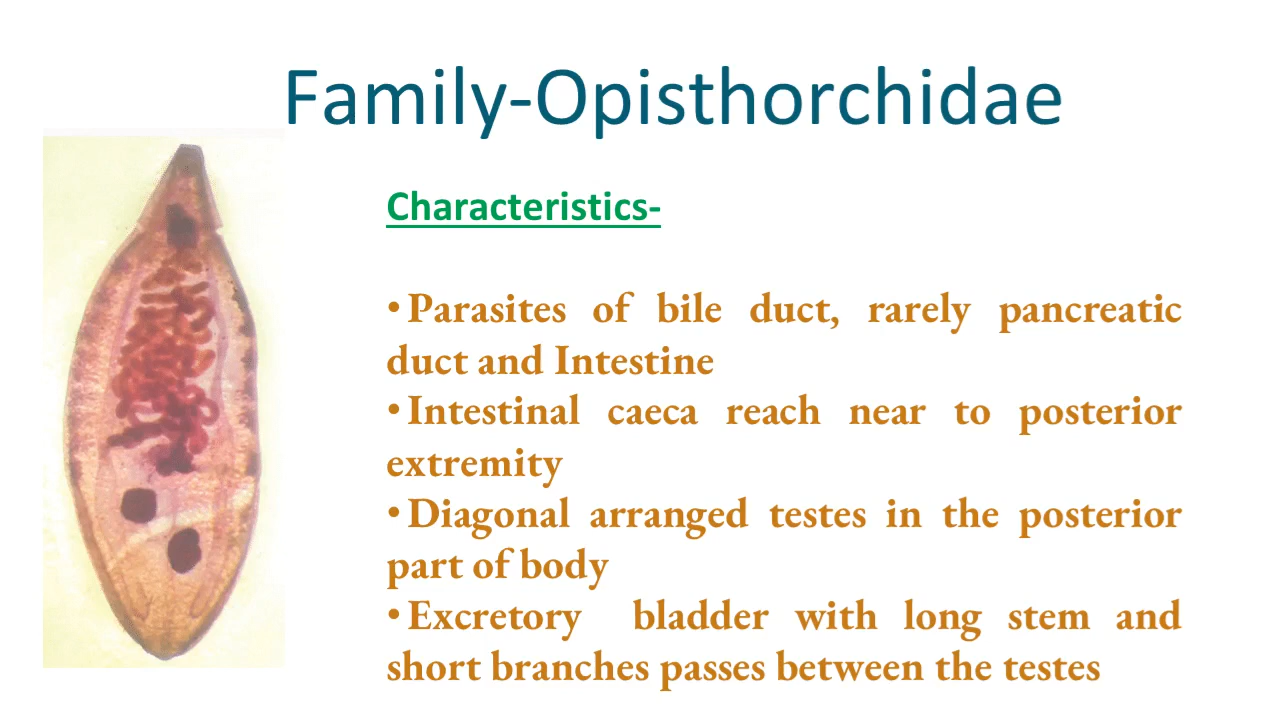 Family-Opisthorchidae
Characteristics-
•Parasites of bile duct, rarely pancreatic
duct and Intestine
•Intestinal caeca reach near to posterior
extremity
•Diagonal arranged testes in the posterior
part of body
•Excretory bladder with long stem and
short branches passes between the testes